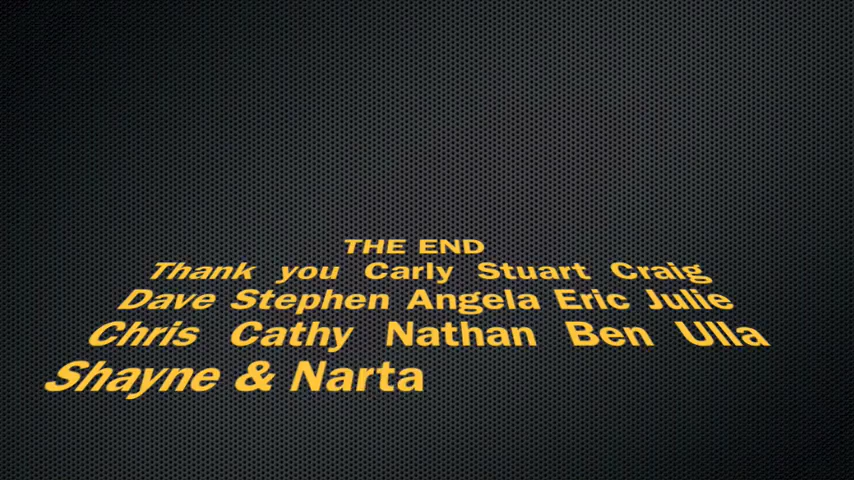 THE END
Thank you Carly Stuart Craig
Dave Stephen Angela Eric Julie
Chris Cathy Nathan Ben Ulla
Shayne & Narta